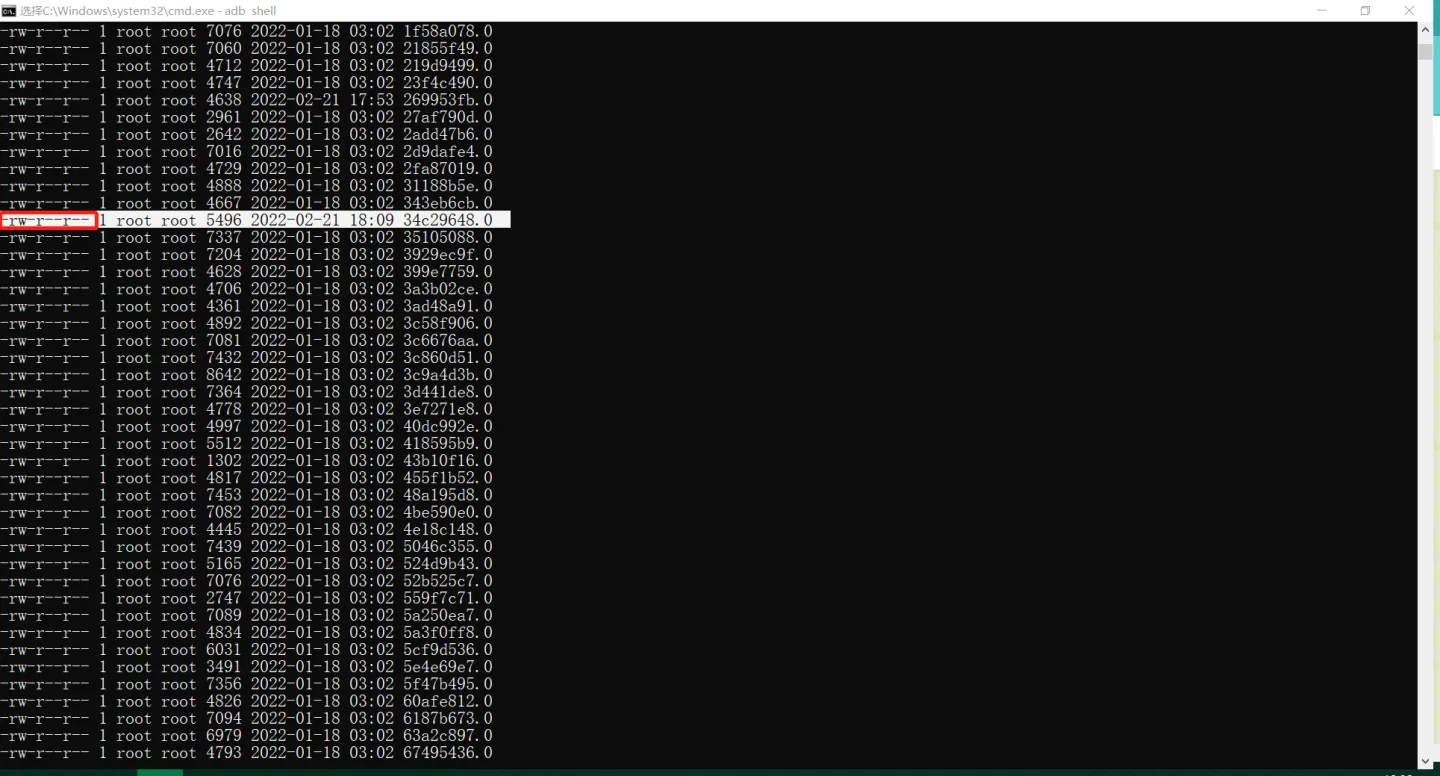 选择C:\Windows\system32\cmd.exe - adb shell
-rw-r--r-- 1 root root 7076 2022-01-18 03:02 1f58a078.0
-rw-r--r-- 1 root root 7060 2022-01-18 03:02 21855f49.0
-rw-r--r-- 1 root root 4712 2022-01-18 03:02 219d9499.0
-rw-r--r-- 1 root root 4747 2022-01-18 03:02 23f4c490.0
-rw-r--r-- 1 root root 4638 2022-02-21 17:53 269953fb.0
-rw-r--r-- 1 root root 2961 2022-01-18 03:02 27af790d.0
-rw-r--r-- 1 root root 2642 2022-01-18 03:02 2add47b6.0
-rw-r--r-- 1 root root 7016 2022-01-18 03:02 2d9dafe4.0
-rw-r--r-- 1 root root 4729 2022-01-18 03:02 2fa87019.0
-rw-r--r-- 1 root root 4888 2022-01-18 03:02 31188b5e.0
-rw-r--r-- 1 root root 4667 2022-01-18 03:02 343eb6cb.0
-rw-r--r-- 1 root root 5496 2022-02-21 18:09 34c29648.0
-rw-r--r-- 1 root root 7337 2022-01-18 03:02 35105088.0
-rw-r--r-- 1 root root 7204 2022-01-18 03:02 3929ec9f.0
-rw-r--r-- 1 root root 4628 2022-01-18 03:02 399e7759.0
-rw-r--r-- 1 root root 4706 2022-01-18 03:02 3a3b02ce.0
-rw-r--r-- 1 root root 4361 2022-01-18 03:02 3ad48a91.0
-rw-r--r-- 1 root root 4892 2022-01-18 03:02 3c58f906.0
-rw-r--r-- 1 root root 7081 2022-01-18 03:02 3c6676aa.0
-rw-r--r-- 1 root root 7432 2022-01-18 03:02 3c860d51.0
-rw-r--r-- 1 root root 8642 2022-01-18 03:02 3c9a4d3b.0
-rw-r--r-- 1 root root 7364 2022-01-18 03:02 3d441de8.0
-rw-r--r-- 1 root root 4778 2022-01-18 03:02 3e7271e8.0
-rw-r--r-- 1 root root 4997 2022-01-18 03:02 40dc992e.0
-rw-r--r-- 1 root root 5512 2022-01-18 03:02 418595b9.0
-rw-r--r-- 1 root root 1302 2022-01-18 03:02 43b10f16.0
-rw-r--r-- 1 root root 4817 2022-01-18 03:02 455f1b52.0
-rw-r--r-- 1 root root 7453 2022-01-18 03:02 48a195d8.0
-rw-r--r-- 1 root root 7082 2022-01-18 03:02 4be590e0.0
-rw-r--r-- 1 root root 4445 2022-01-18 03:02 4e18c148.0
-rw-r--r-- 1 root root 7439 2022-01-18 03:02 5046c355.0
-rw-r--r-- 1 root root 5165 2022-01-18 03:02 524d9b43.0
-rw-r--r-- 1 root root 7076 2022-01-18 03:02 52b525c7.0
-rw-r--r-- 1 root root 2747 2022-01-18 03:02 559f7c71.0
-rw-r--r-- 1 root root 7089 2022-01-18 03:02 5a250ea7.0
-rw-r--r-- 1 root root 4834 2022-01-18 03:02 5a3f0ff8.0
-rw-r--r-- 1 root root 6031 2022-01-18 03:02 5cf9d536.0
-rw-r--r-- 1 root root 3491 2022-01-18 03:02 5e4e69e7.0
-rw-r--r-- 1 root root 7356 2022-01-18 03:02 5f47b495.0
-rw-r--r-- 1 root root 4826 2022-01-18 03:02 60afe812.0
-rw-r--r-- 1 root root 7094 2022-01-18 03:02 6187b673.0
-rw-r--r-- 1 root root 6979 2022-01-18 03:02 63a2c897.0
-rw-r--r-- 1 root root 4793 2022-01-18 03:02 67495436.0